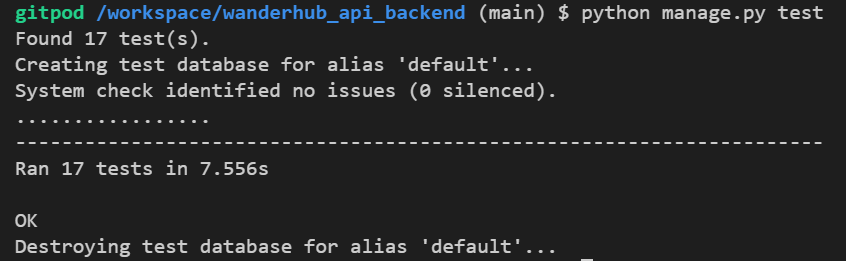 gitpod /workspace/wanderhub_api_backend (main) $ python manage.py test
Found 17 test(s).
Creating test database for alias 'default'...
System check identified no issues (0 silenced).
.................
----------------------------------------------------------------------
Ran 17 tests in 7.556s

OK
Destroying test database for alias 'default'...